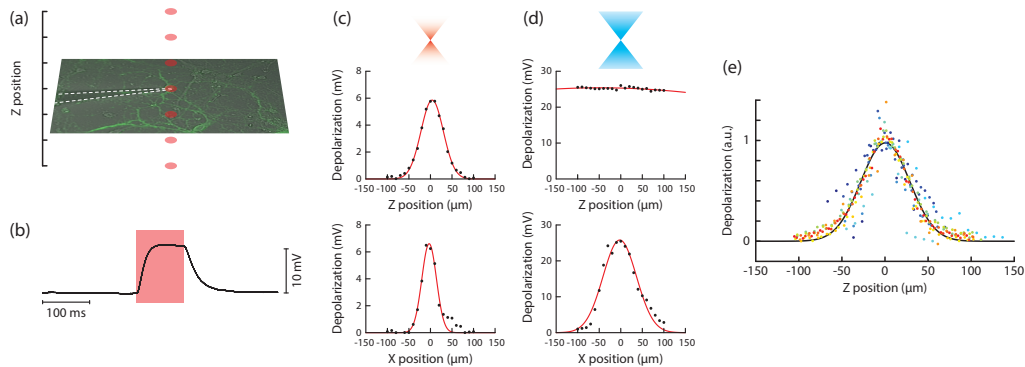 (a)
Z position
(b)
100 ms
10 mV
(c)
Depolarization (mV)
8
6
4
2
0
-150 -100 -50 0 50 100 150
Z position (µm)
Depolarization (mV)
8
6
4
2
0
-150 -100 -50 0 50 100 150
X position (µm)
(d)
Depolarization (mV)
30
20
10
0
-150 -100 -50 0 50 100 150
Z position (µm)
Depolarization (mV)
30
20
10
0
-150 -100 -50 0 50 100 150
X position (µm)
(e)
Depolarization (a.u.)
1
0
-150 -100 -50 0 50 100 150
Z position (µm)